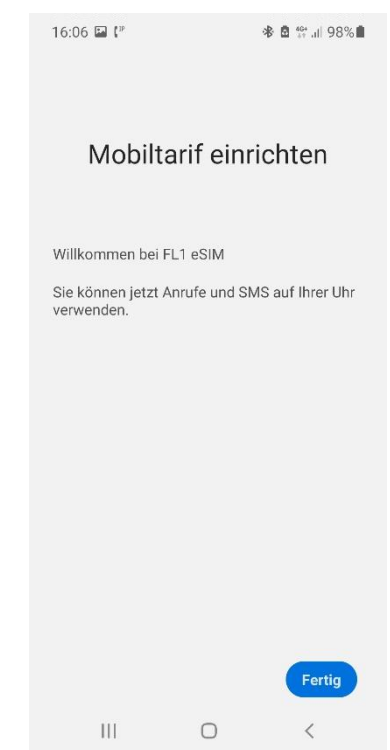 16:06 98%
Mobiltarif einrichten
Willkommen bei FL1 eSIM
Sie können jetzt Anrufe und SMS auf Ihrer Uhr
verwenden.
Fertig